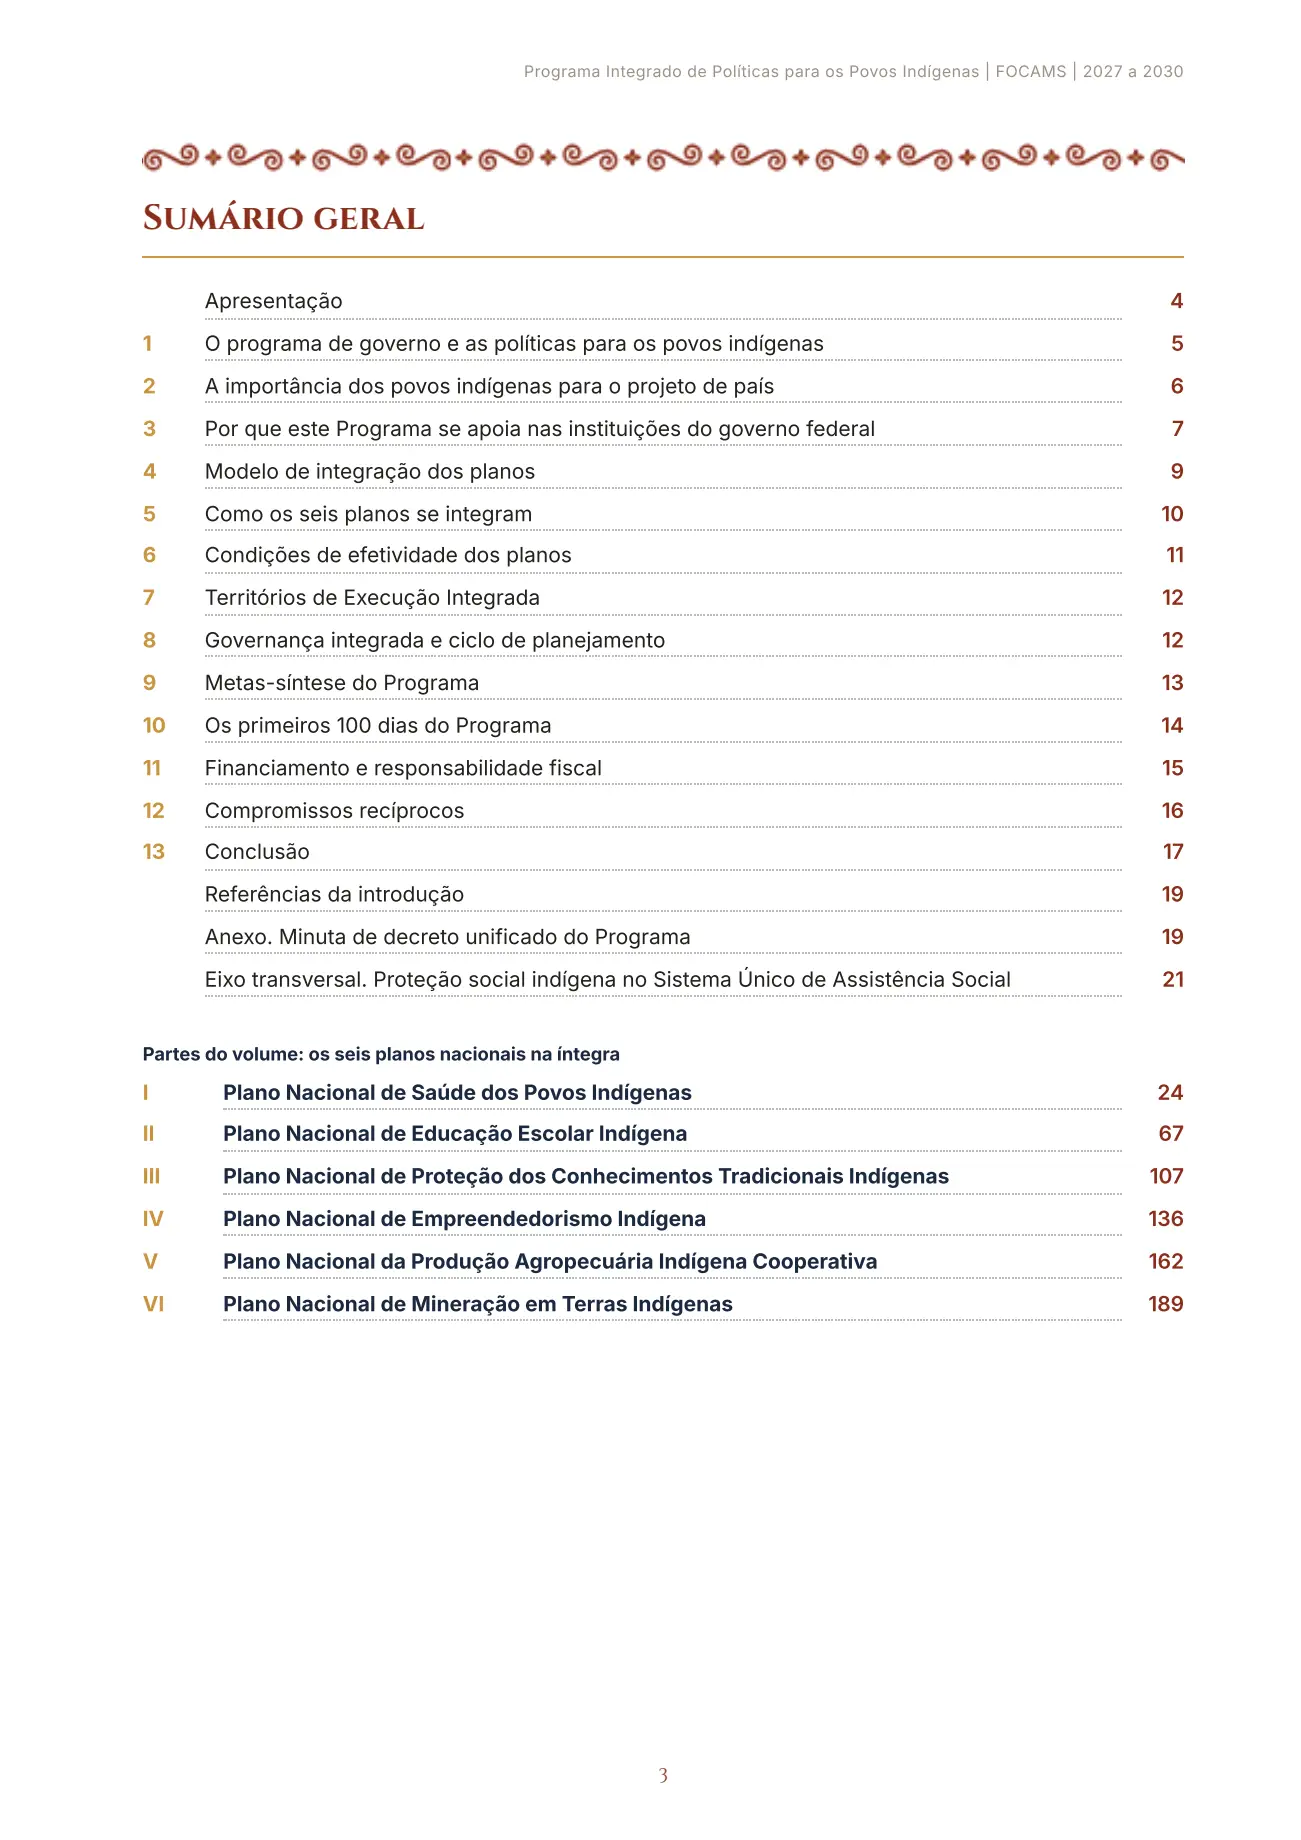 Programa Integrado de Políticas para os Povos Indígenas | FOCAMS | 2027 a 2030
Sumário geral
Apresentação 4
1 O programa de governo e as políticas para os povos indígenas 5
2 A importância dos povos indígenas para o projeto de país 6
3 Por que este Programa se apoia nas instituições do governo federal 7
4 Modelo de integração dos planos 9
5 Como os seis planos se integram 10
6 Condições de efetividade dos planos 11
7 Territórios de Execução Integrada 12
8 Governança integrada e ciclo de planejamento 12
9 Metas-síntese do Programa 13
10 Os primeiros 100 dias do Programa 14
11 Financiamento e responsabilidade fiscal 15
12 Compromissos recíprocos 16
13 Conclusão 17
Referências da introdução 19
Anexo. Minuta de decreto unificado do Programa 19
Eixo transversal. Proteção social indígena no Sistema Único de Assistência Social 21
Partes do volume: os seis planos nacionais na íntegra
I Plano Nacional de Saúde dos Povos Indígenas 24
II Plano Nacional de Educação Escolar Indígena 67
III Plano Nacional de Proteção dos Conhecimentos Tradicionais Indígenas 107
IV Plano Nacional de Empreendedorismo Indígena 136
V Plano Nacional da Produção Agropecuária Indígena Cooperativa 162
VI Plano Nacional de Mineração em Terras Indígenas 189
3